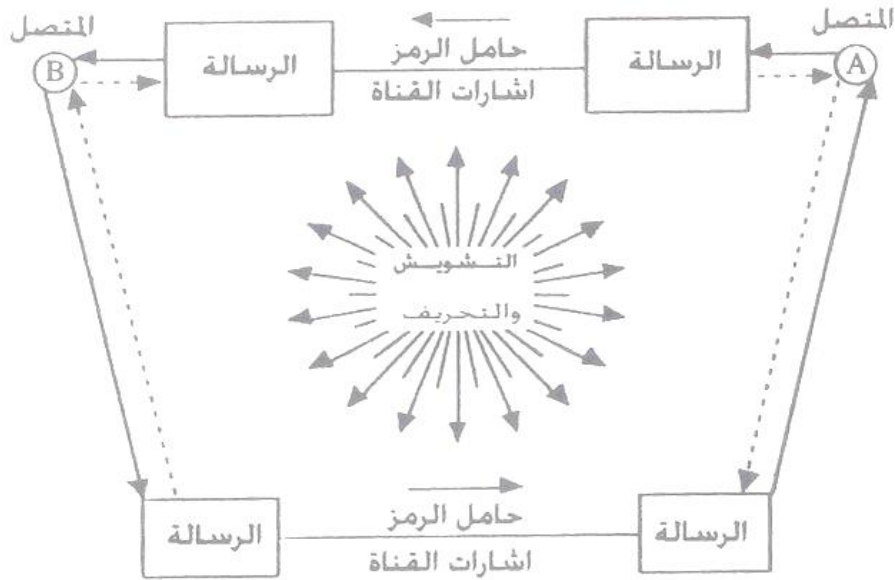 المتصل
A
الرسالة
حامل الرمز
اشارات القناة
الرسالة
المتصل
B
التشويش
والتحريف
الرسالة
حامل الرمز
اشارات القناة
الرسالة